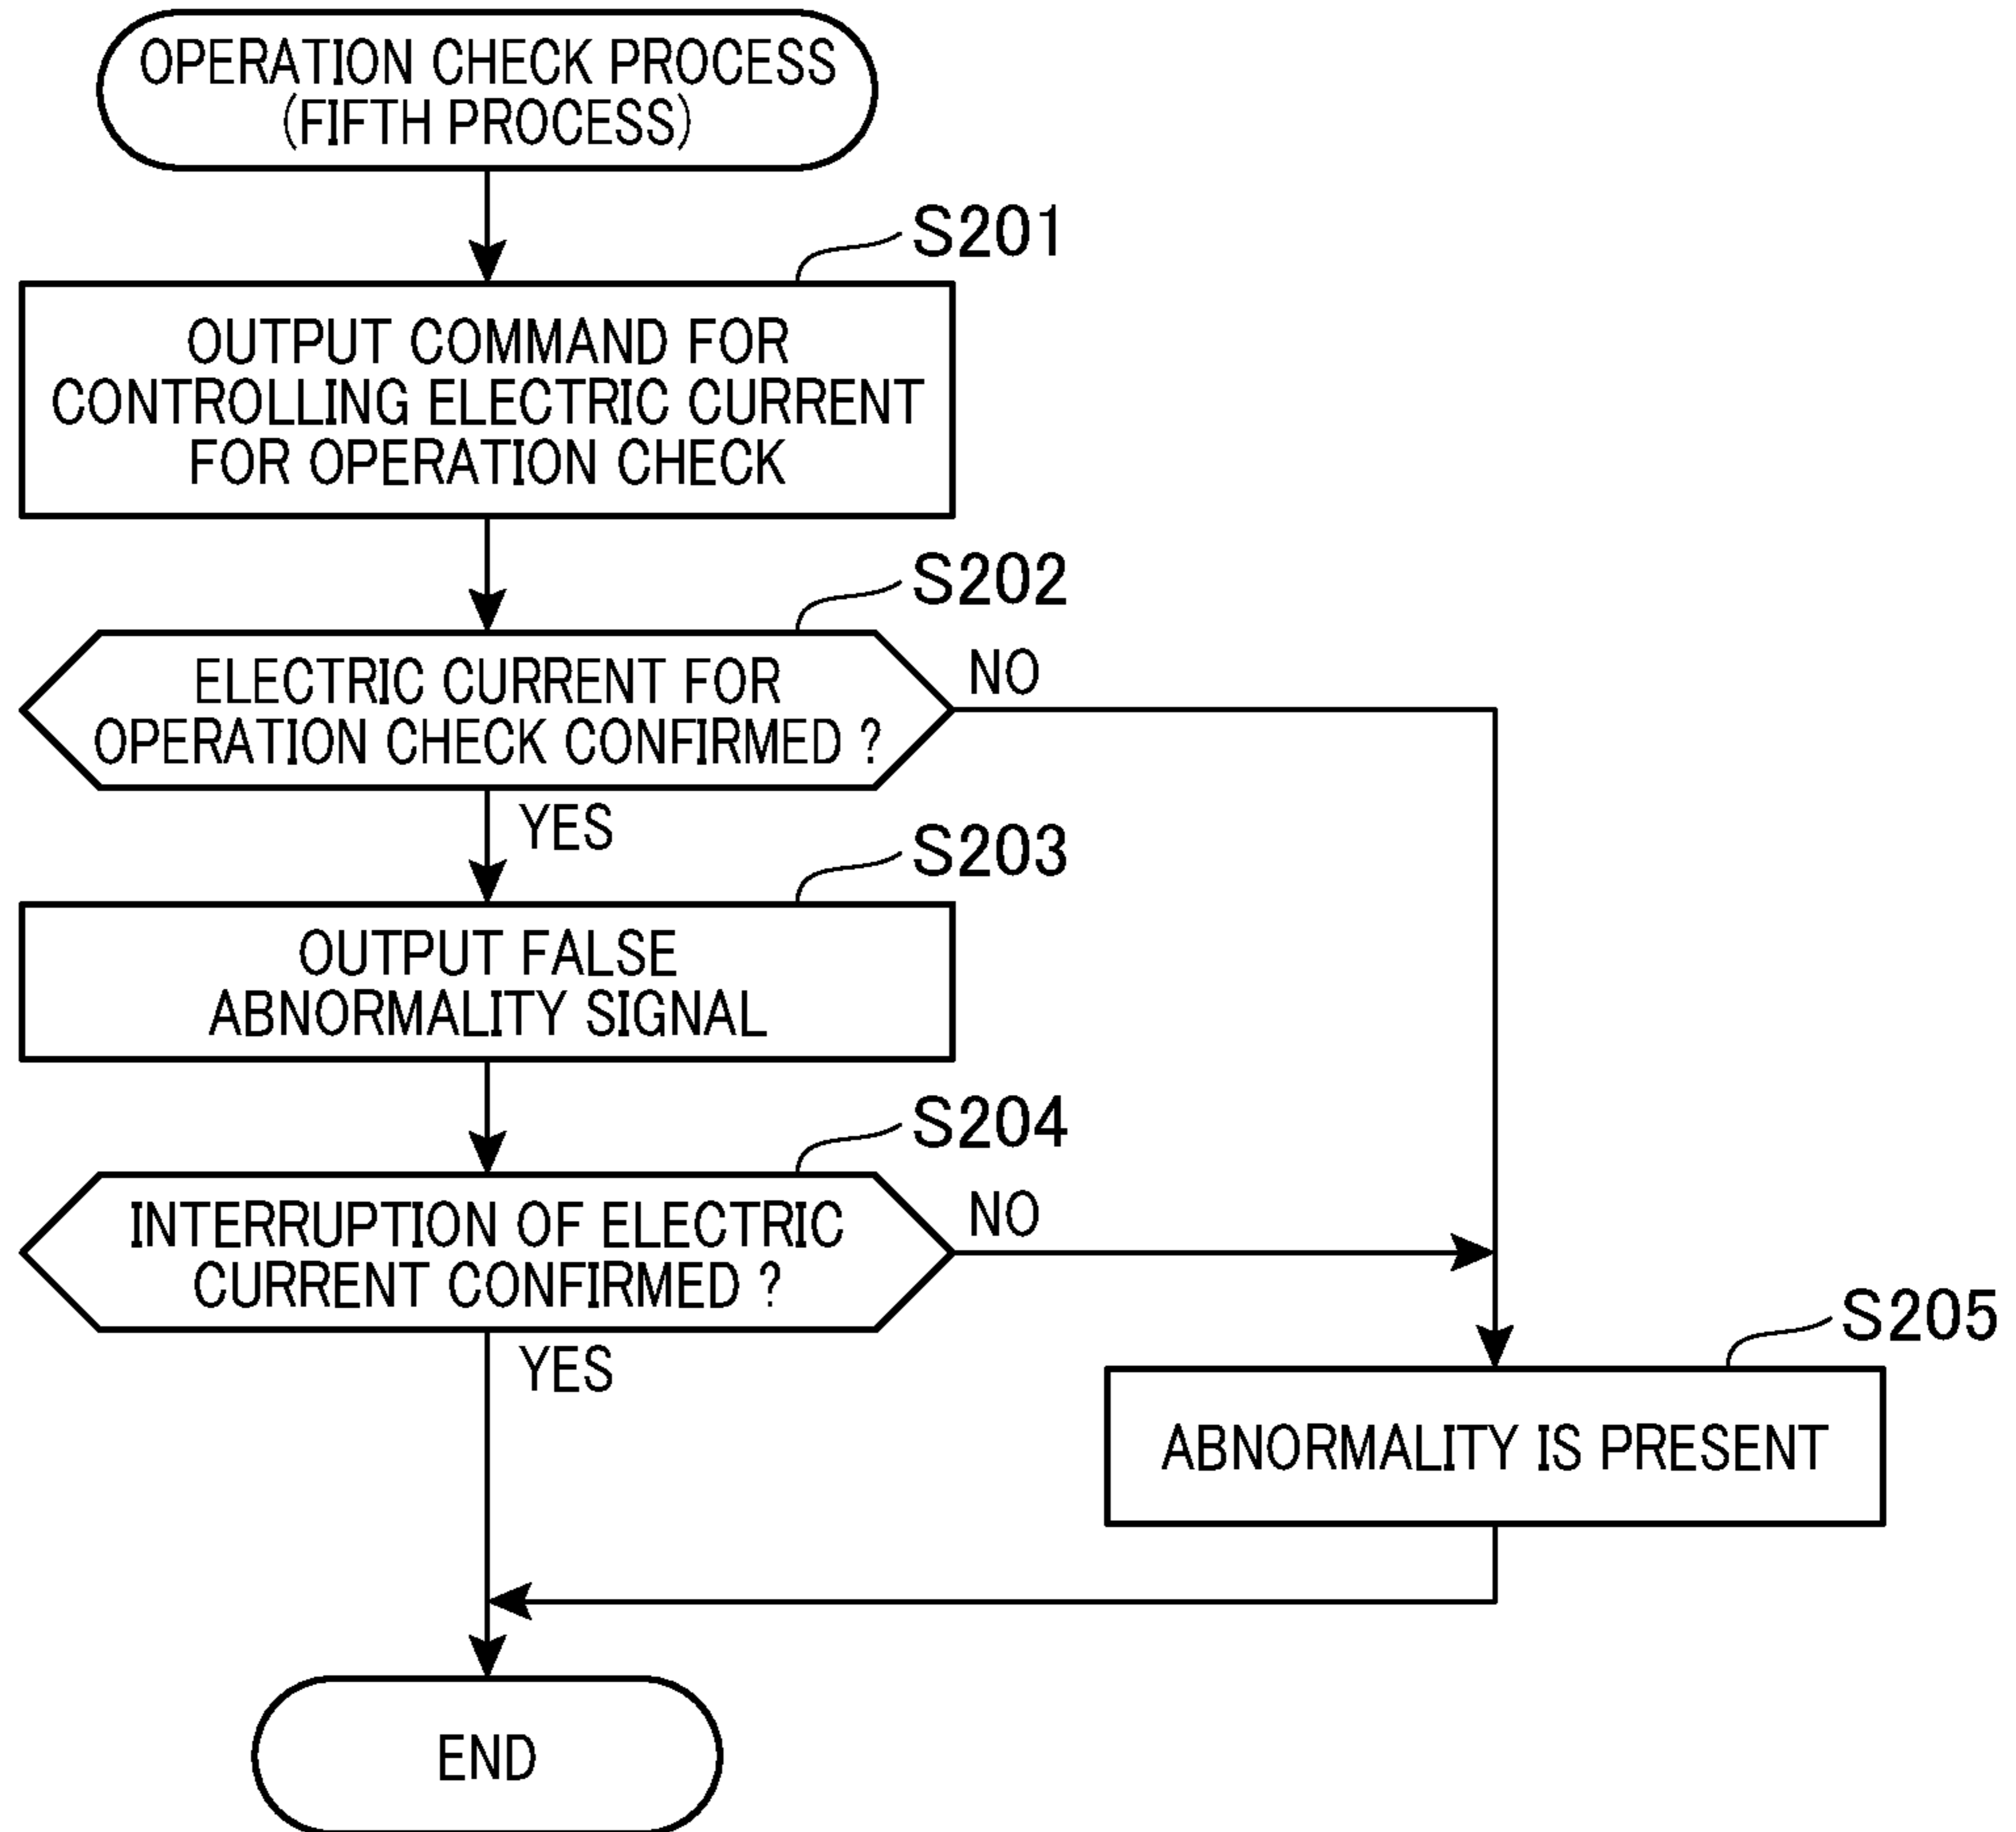 OPERATION CHECK PROCESS
(FIFTH PROCESS)
S201
OUTPUT COMMAND FOR
CONTROLLING ELECTRIC CURRENT
FOR OPERATION CHECK
S202
ELECTRIC CURRENT FOR
OPERATION CHECK CONFIRMED ?
NO
YES
S203
OUTPUT FALSE
ABNORMALITY SIGNAL
S204
INTERRUPTION OF ELECTRIC
CURRENT CONFIRMED ?
NO
YES
S205
ABNORMALITY IS PRESENT
END